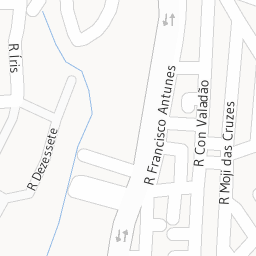 R Íris
R Dezessete
R Francisco Antunes
R Con Valadão
R Moji das Cruzes